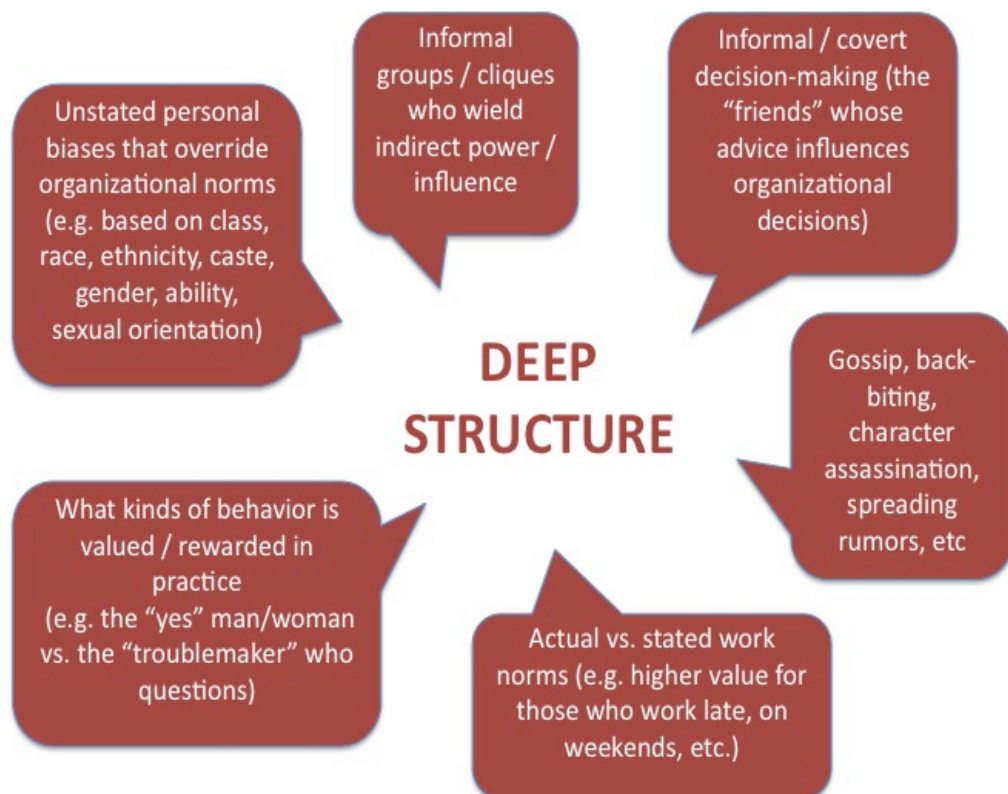 Unstated personal
biases that override
organizational norms
(e.g. based on class,
race, ethnicity, caste,
gender, ability,
sexual orientation)
Informal
groups / cliques
who wield
indirect power /
influence
Informal / covert
decision-making (the
“friends” whose
advice influences
organizational
decisions)
DEEP
STRUCTURE
Gossip, back-
biting,
character
assassination,
spreading
rumors, etc
What kinds of behavior is
valued / rewarded in
practice
(e.g. the “yes” man/woman
vs. the “troublemaker” who
questions)
Actual vs. stated work
norms (e.g. higher value for
those who work late, on
weekends, etc.)